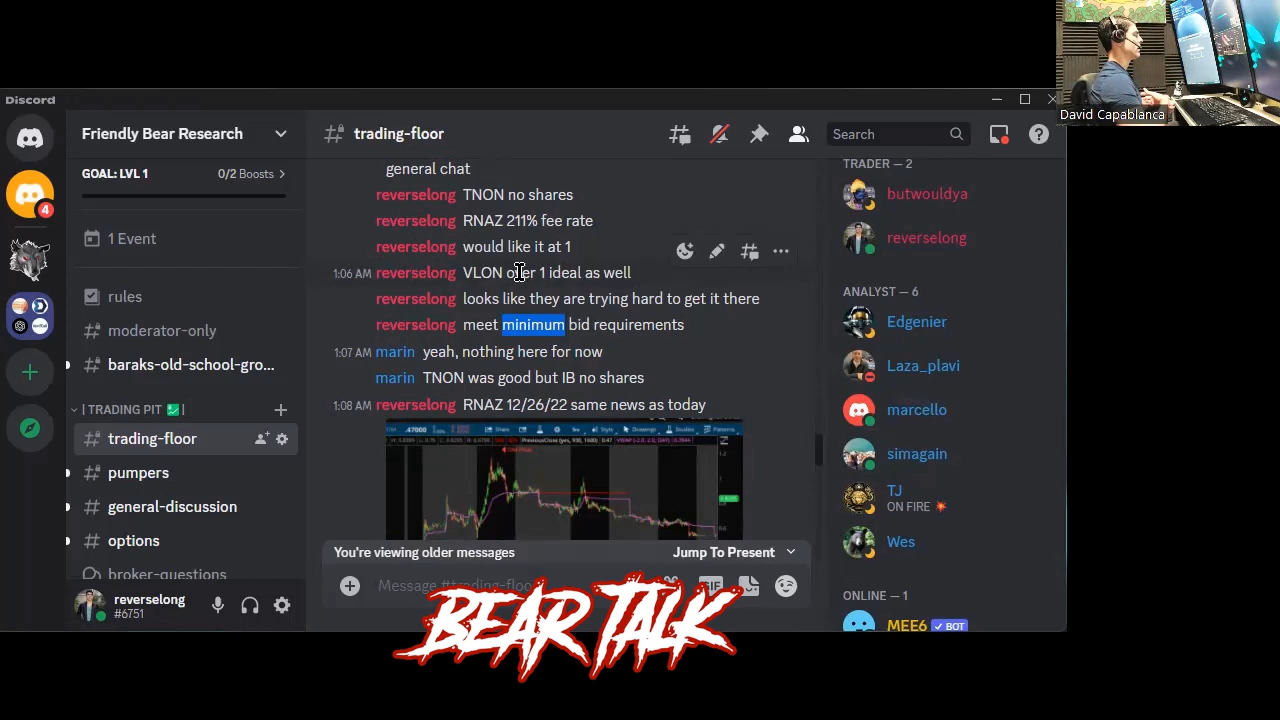 Discord
Friendly Bear Research
trading-floor
Search
David Capablanca
GOAL: LVL 1
0/2 Boosts
1 Event
rules
moderator-only
baraks-old-school-gro...
| TRADING PIT 💹 |
trading-floor
pumpers
general-discussion
options
broker-questions
reverselong
#6751
4
general chat
reverselong TNON no shares
reverselong RNAZ 211% fee rate
reverselong would like it at 1
1:06 AM reverselong VLON over 1 ideal as well
reverselong looks like they are trying hard to get it there
reverselong meet minimum bid requirements
1:07 AM marin yeah, nothing here for now
marin TNON was good but IB no shares
1:08 AM reverselong RNAZ 12/26/22 same news as today
You're viewing older messages
Jump To Present
Message #trading-floo
GIF
TRADER — 2
butwouldya
reverselong
ANALYST — 6
Edgenier
Laza_plavi
marcello
simagain
TJ
ON FIRE 💥
Wes
ONLINE — 1
MEE6 ✓ BOT
BEAR TALK